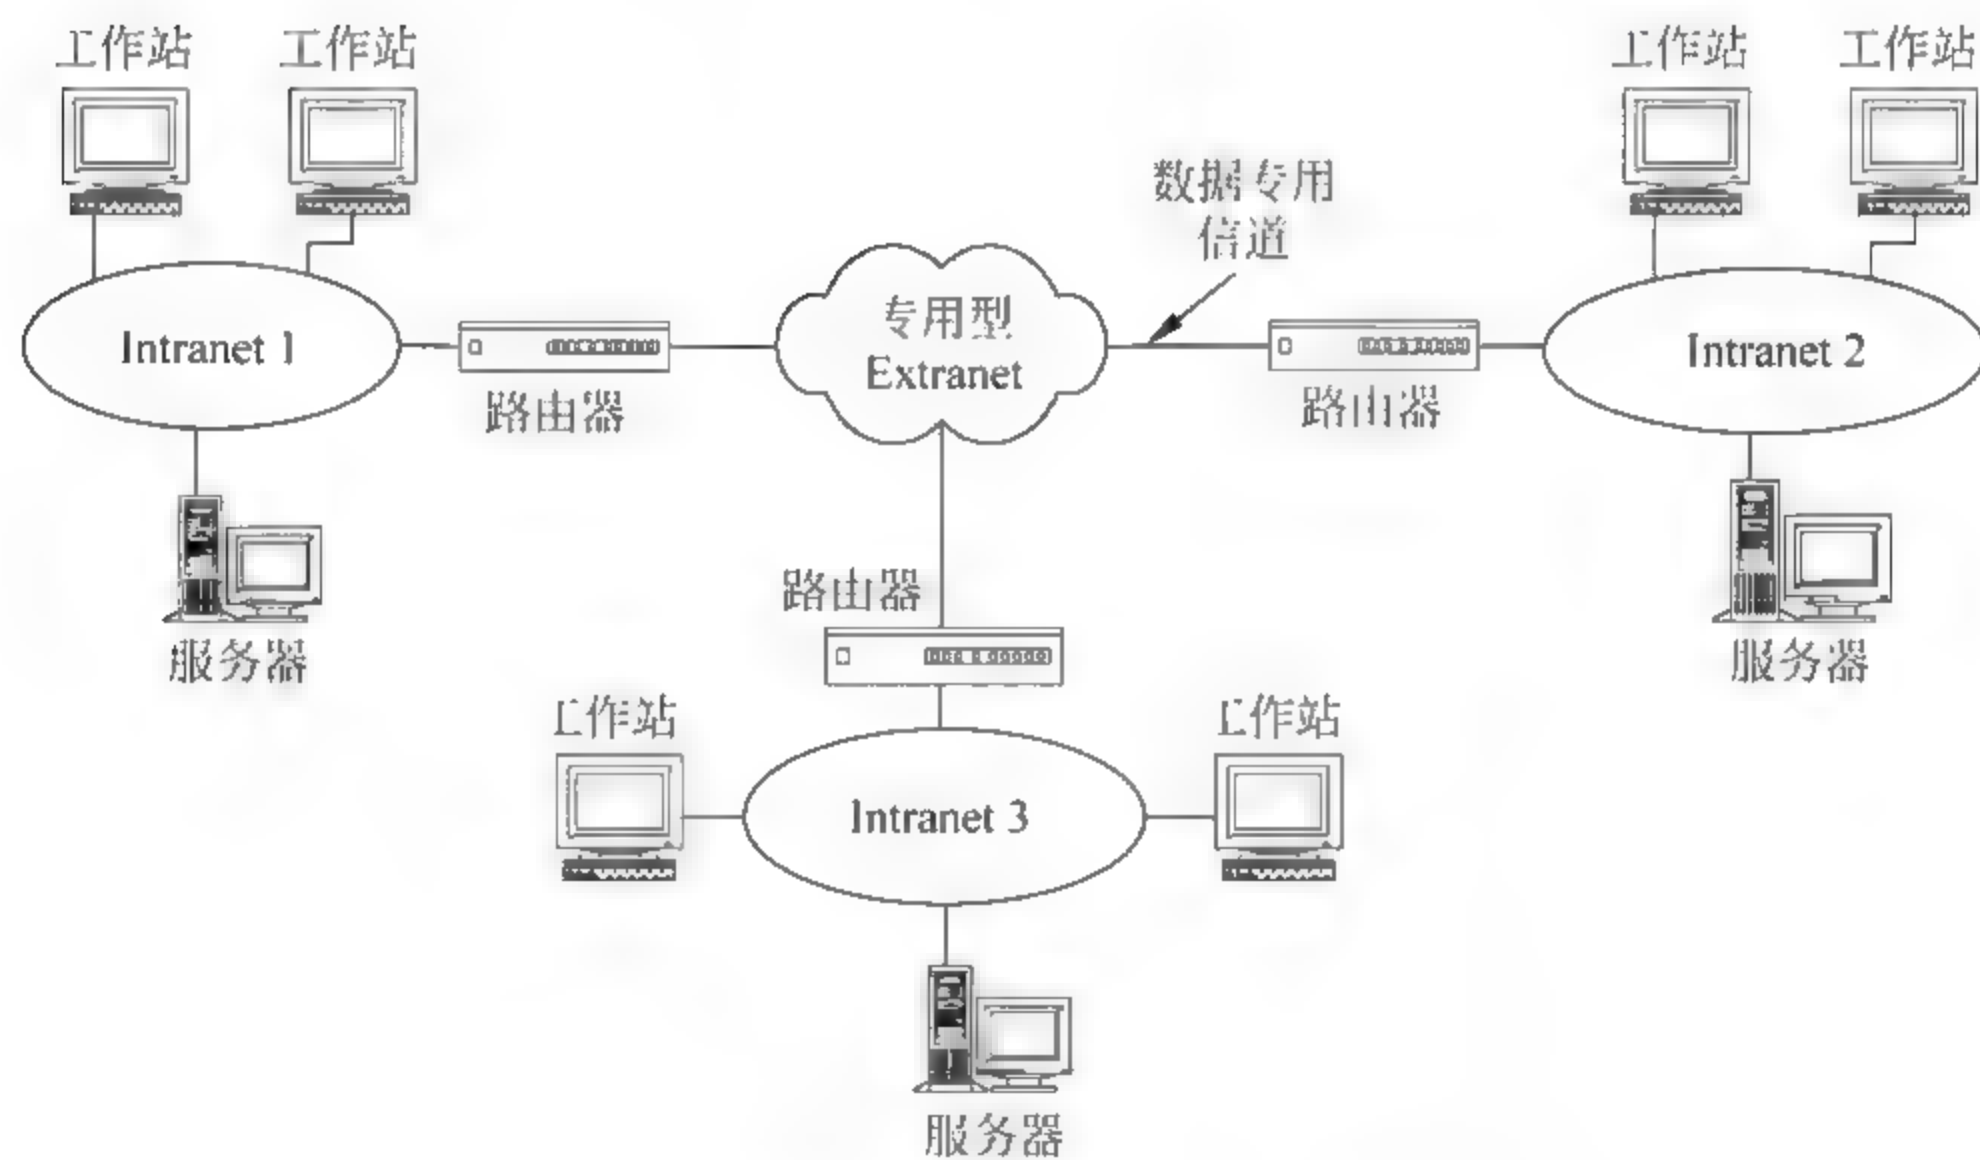 工作站
工作站
工作站
工作站
数据专用
信道
专用型
Extranet
Intranet 1
Intranet 2
路由器
路由器
服务器
服务器
路由器
工作站
工作站
Intranet 3
服务器